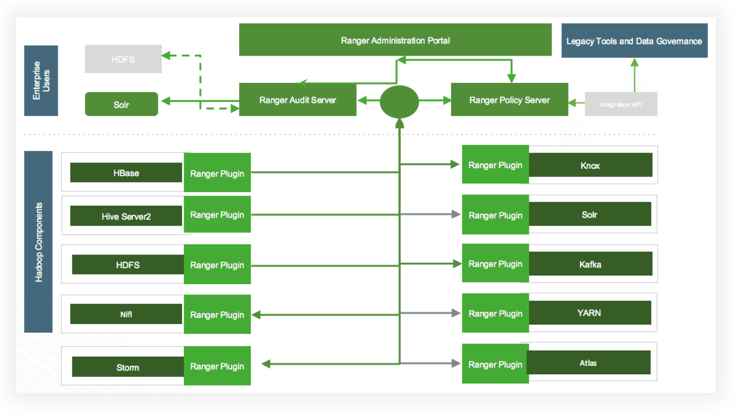 Ranger Administration Portal
Legacy Tools and Data Governance
Enterprise
Users
HDFS
Solr
Ranger Audit Server
Ranger Policy Server
Integration API
Hadoop Components
HBase
Ranger Plugin
Ranger Plugin
Knox
Hive Server2
Ranger Plugin
Ranger Plugin
Solr
HDFS
Ranger Plugin
Ranger Plugin
Kafka
Nifl
Ranger Plugin
Ranger Plugin
YARN
Storm
Ranger Plugin
Ranger Plugin
Atlas